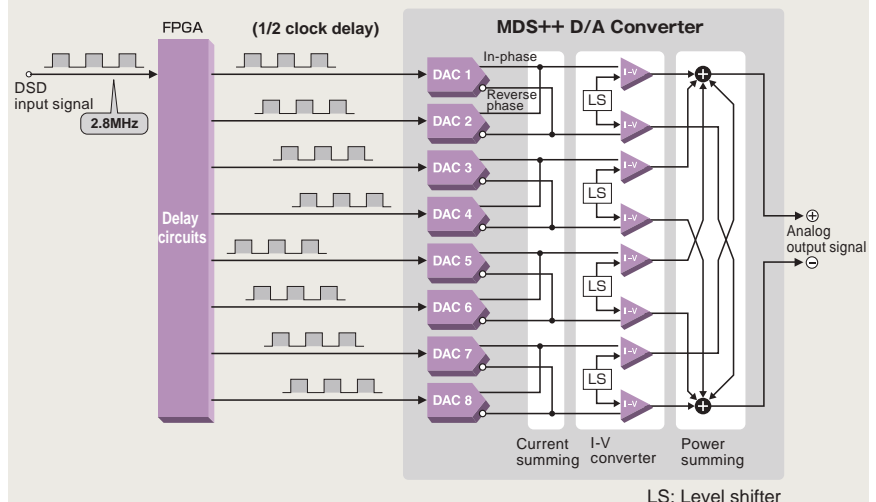 FPGA
(1/2 clock delay)
MDS++ D/A Converter
DSD
input signal
2.8MHz
Delay
circuits
DAC 1
DAC 2
DAC 3
DAC 4
DAC 5
DAC 6
DAC 7
DAC 8
In-phase
Reverse
phase
I-V
LS
I-V
I-V
LS
I-V
I-V
LS
I-V
I-V
LS
I-V
+
+
⊕
Analog
output signal
⊖
Current
summing
I-V
converter
Power
summing
LS: Level shifter